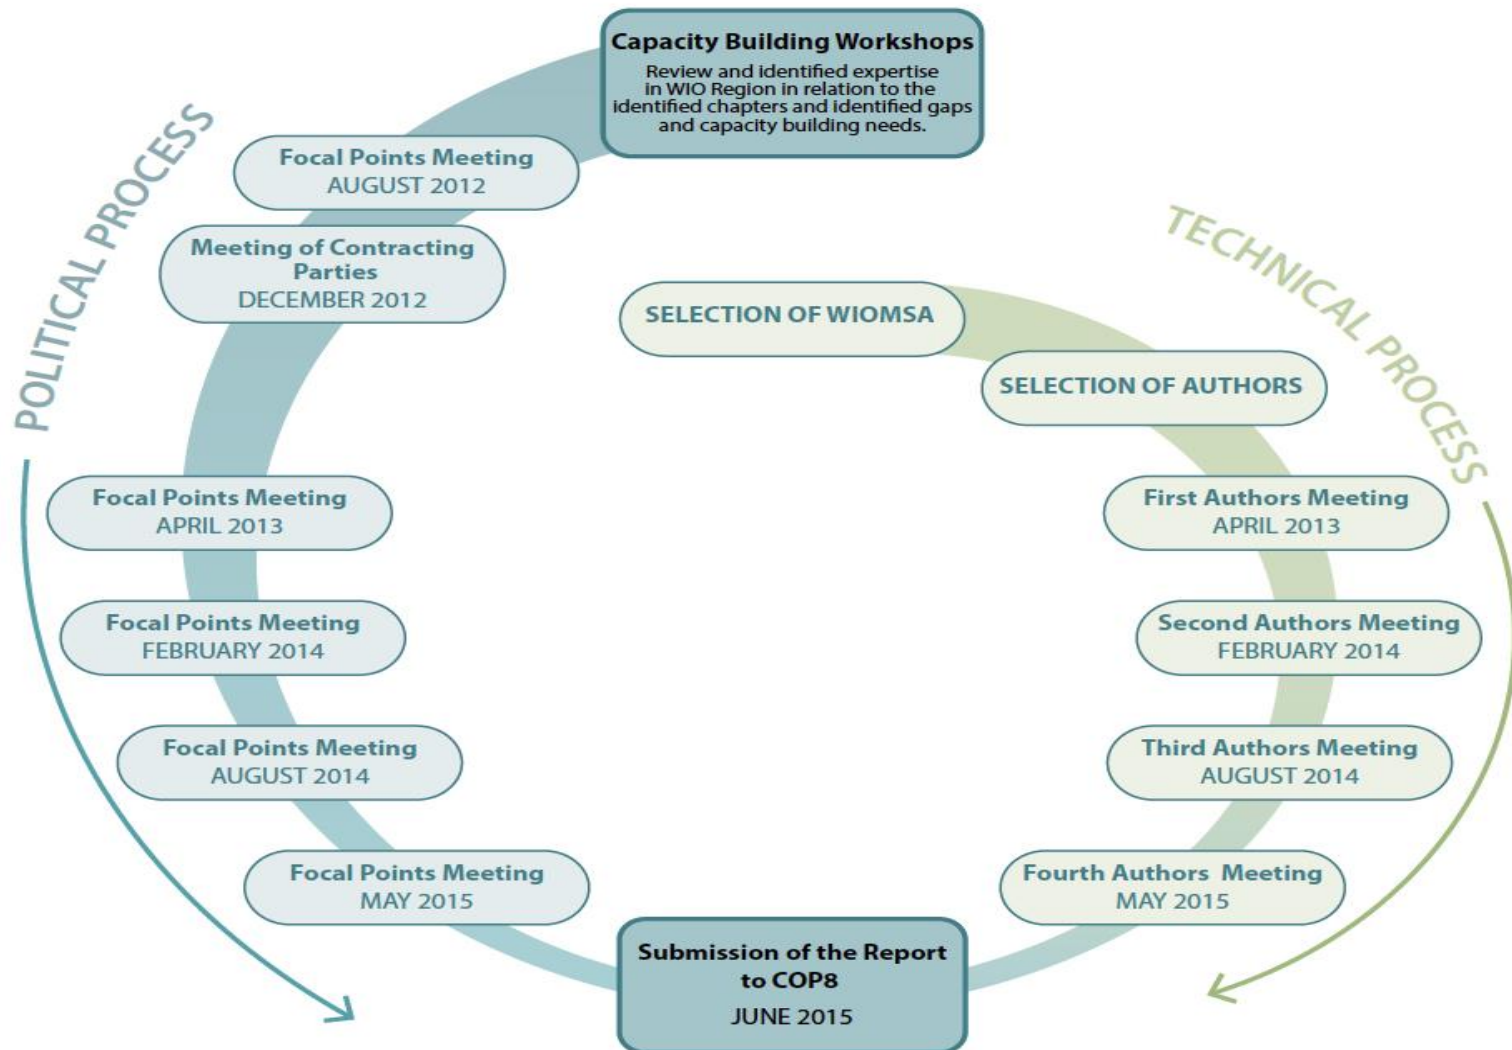 Capacity Building Workshops
Review and identified expertise
in WIO Region in relation to the
identified chapters and identified gaps
and capacity building needs.
POLITICAL PROCESS
Focal Points Meeting
AUGUST 2012
Meeting of Contracting
Parties
DECEMBER 2012
Focal Points Meeting
APRIL 2013
Focal Points Meeting
FEBRUARY 2014
Focal Points Meeting
AUGUST 2014
Focal Points Meeting
MAY 2015
TECHNICAL PROCESS
SELECTION OF WIOMSA
SELECTION OF AUTHORS
First Authors Meeting
APRIL 2013
Second Authors Meeting
FEBRUARY 2014
Third Authors Meeting
AUGUST 2014
Fourth Authors Meeting
MAY 2015
Submission of the Report
to COP8
JUNE 2015